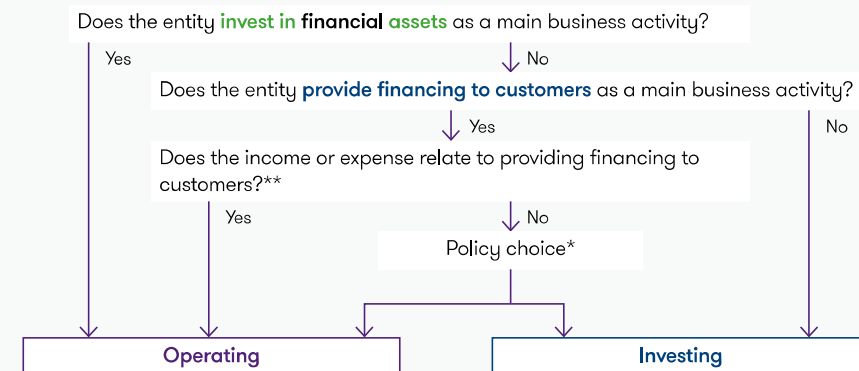 Does the entity invest in financial assets as a main business activity?
Yes
No
Does the entity provide financing to customers as a main business activity?
Yes
No
Does the income or expense relate to providing financing to
customers?**
Yes
No
Policy choice*
Operating
Investing